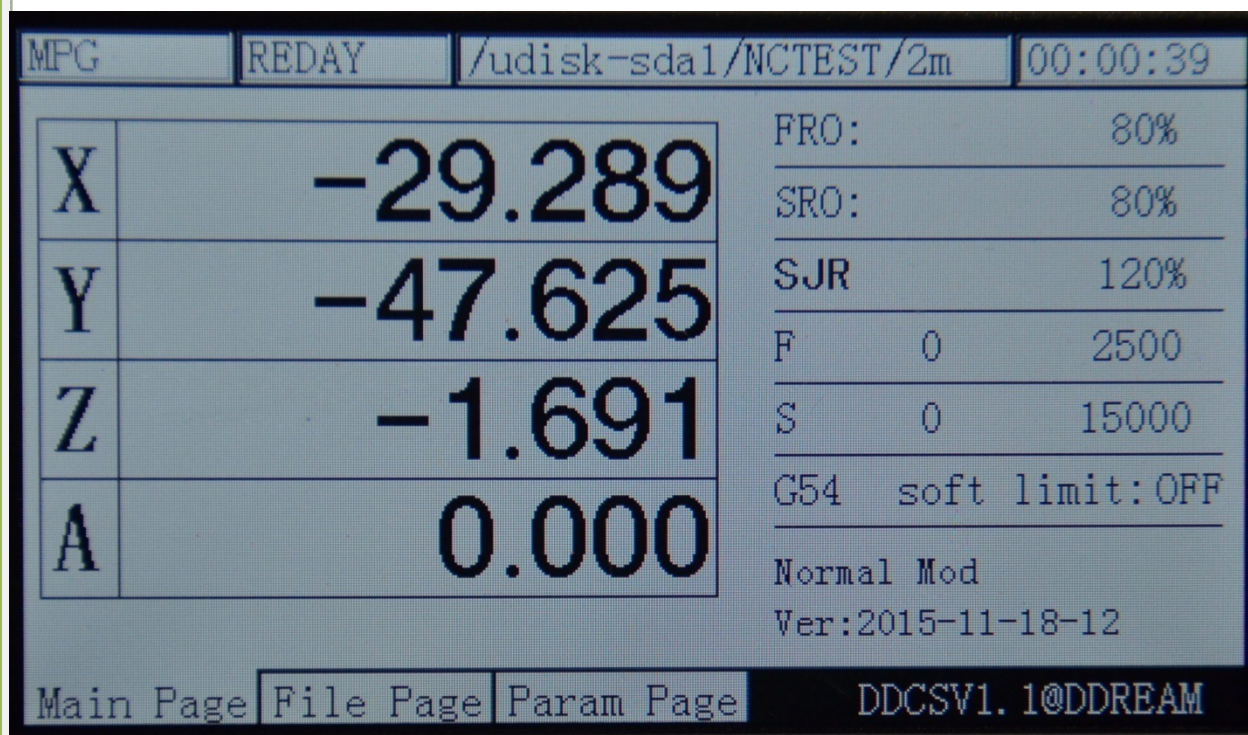 MPG REDAY /udisk-sda1/NCTEST/2m 00:00:39
X -29.289
Y -47.625
Z -1.691
A 0.000
FRO: 80%
SRO: 80%
SJR 120%
F 0 2500
S 0 15000
G54 soft limit:OFF
Normal Mod
Ver:2015-11-18-12
Main Page File Page Param Page DDCSV1.1@DDREAM